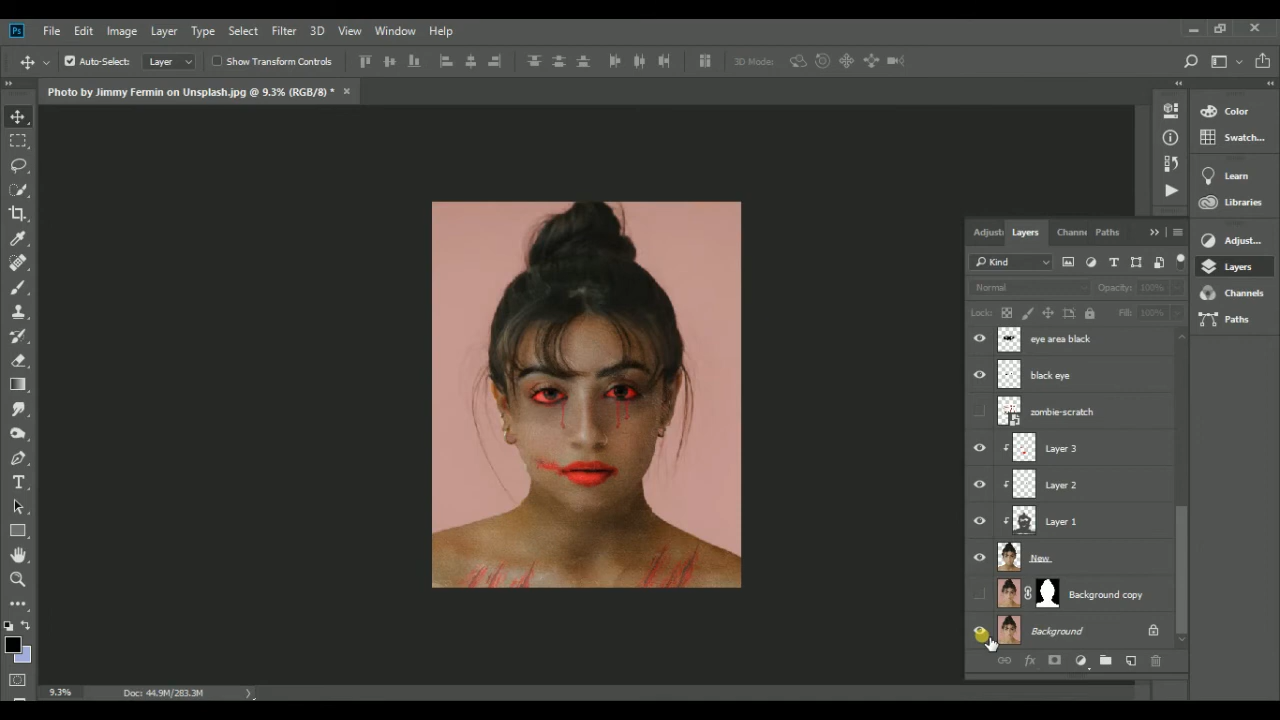 Ps File Edit Image Layer Type Select Filter 3D View Window Help
Auto-Select: Layer Show Transform Controls 3D Mode:
Photo by Jimmy Fermin on Unsplash.jpg @ 9.3% (RGB/8) * ×
Color
Swatch...
Learn
Libraries
Adjust...
Layers
Channels
Paths
Adjust Layers Chann Paths
Kind
Normal Opacity: 100%
Lock: Fill: 100%
eye area black
black eye
zombie-scratch
Layer 3
Layer 2
Layer 1
New
Background copy
Background
fx
9.3% Doc: 44.9M/283.3M